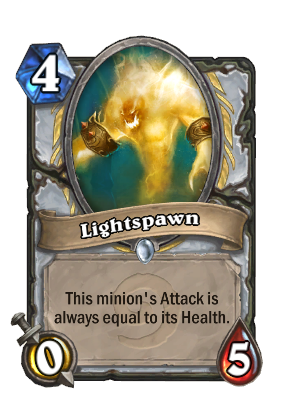 4
Lightspawn
This minion's Attack is
always equal to its Health.
0
5